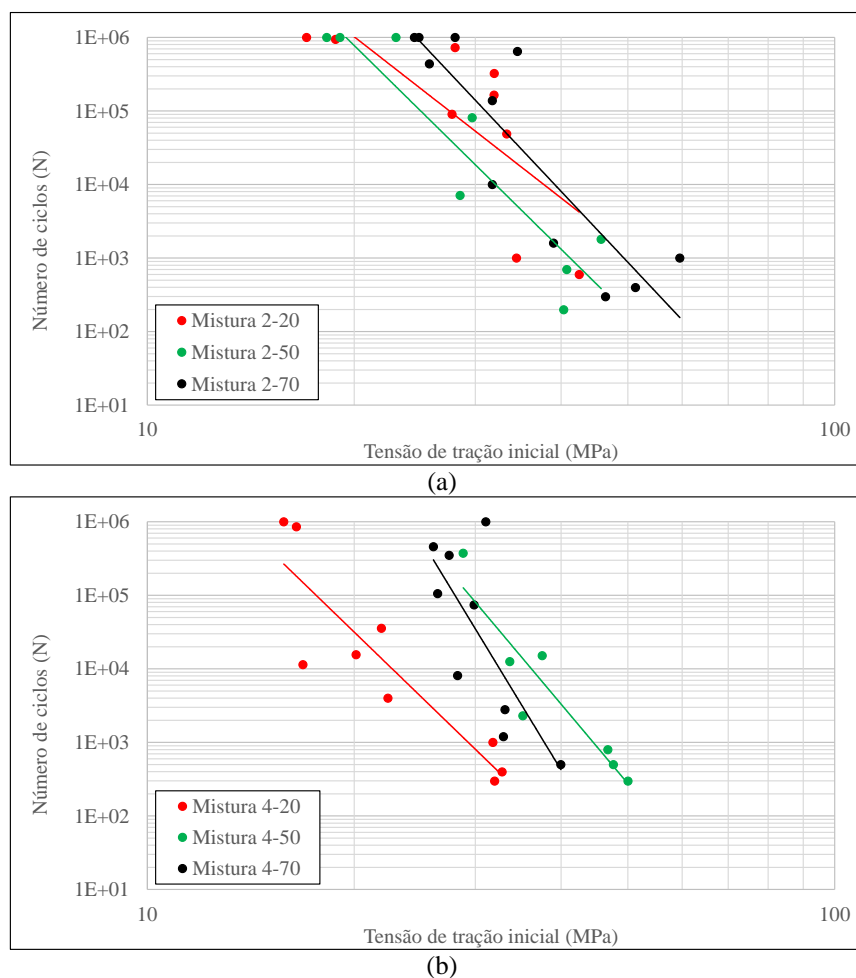 1E+06
1E+05
1E+04
1E+03
1E+02
1E+01
Número de ciclos (N)
Mistura 2-20
Mistura 2-50
Mistura 2-70
10
100
Tensão de tração inicial (MPa)
(a)
1E+06
1E+05
1E+04
1E+03
1E+02
1E+01
Número de ciclos (N)
Mistura 4-20
Mistura 4-50
Mistura 4-70
10
100
Tensão de tração inicial (MPa)
(b)